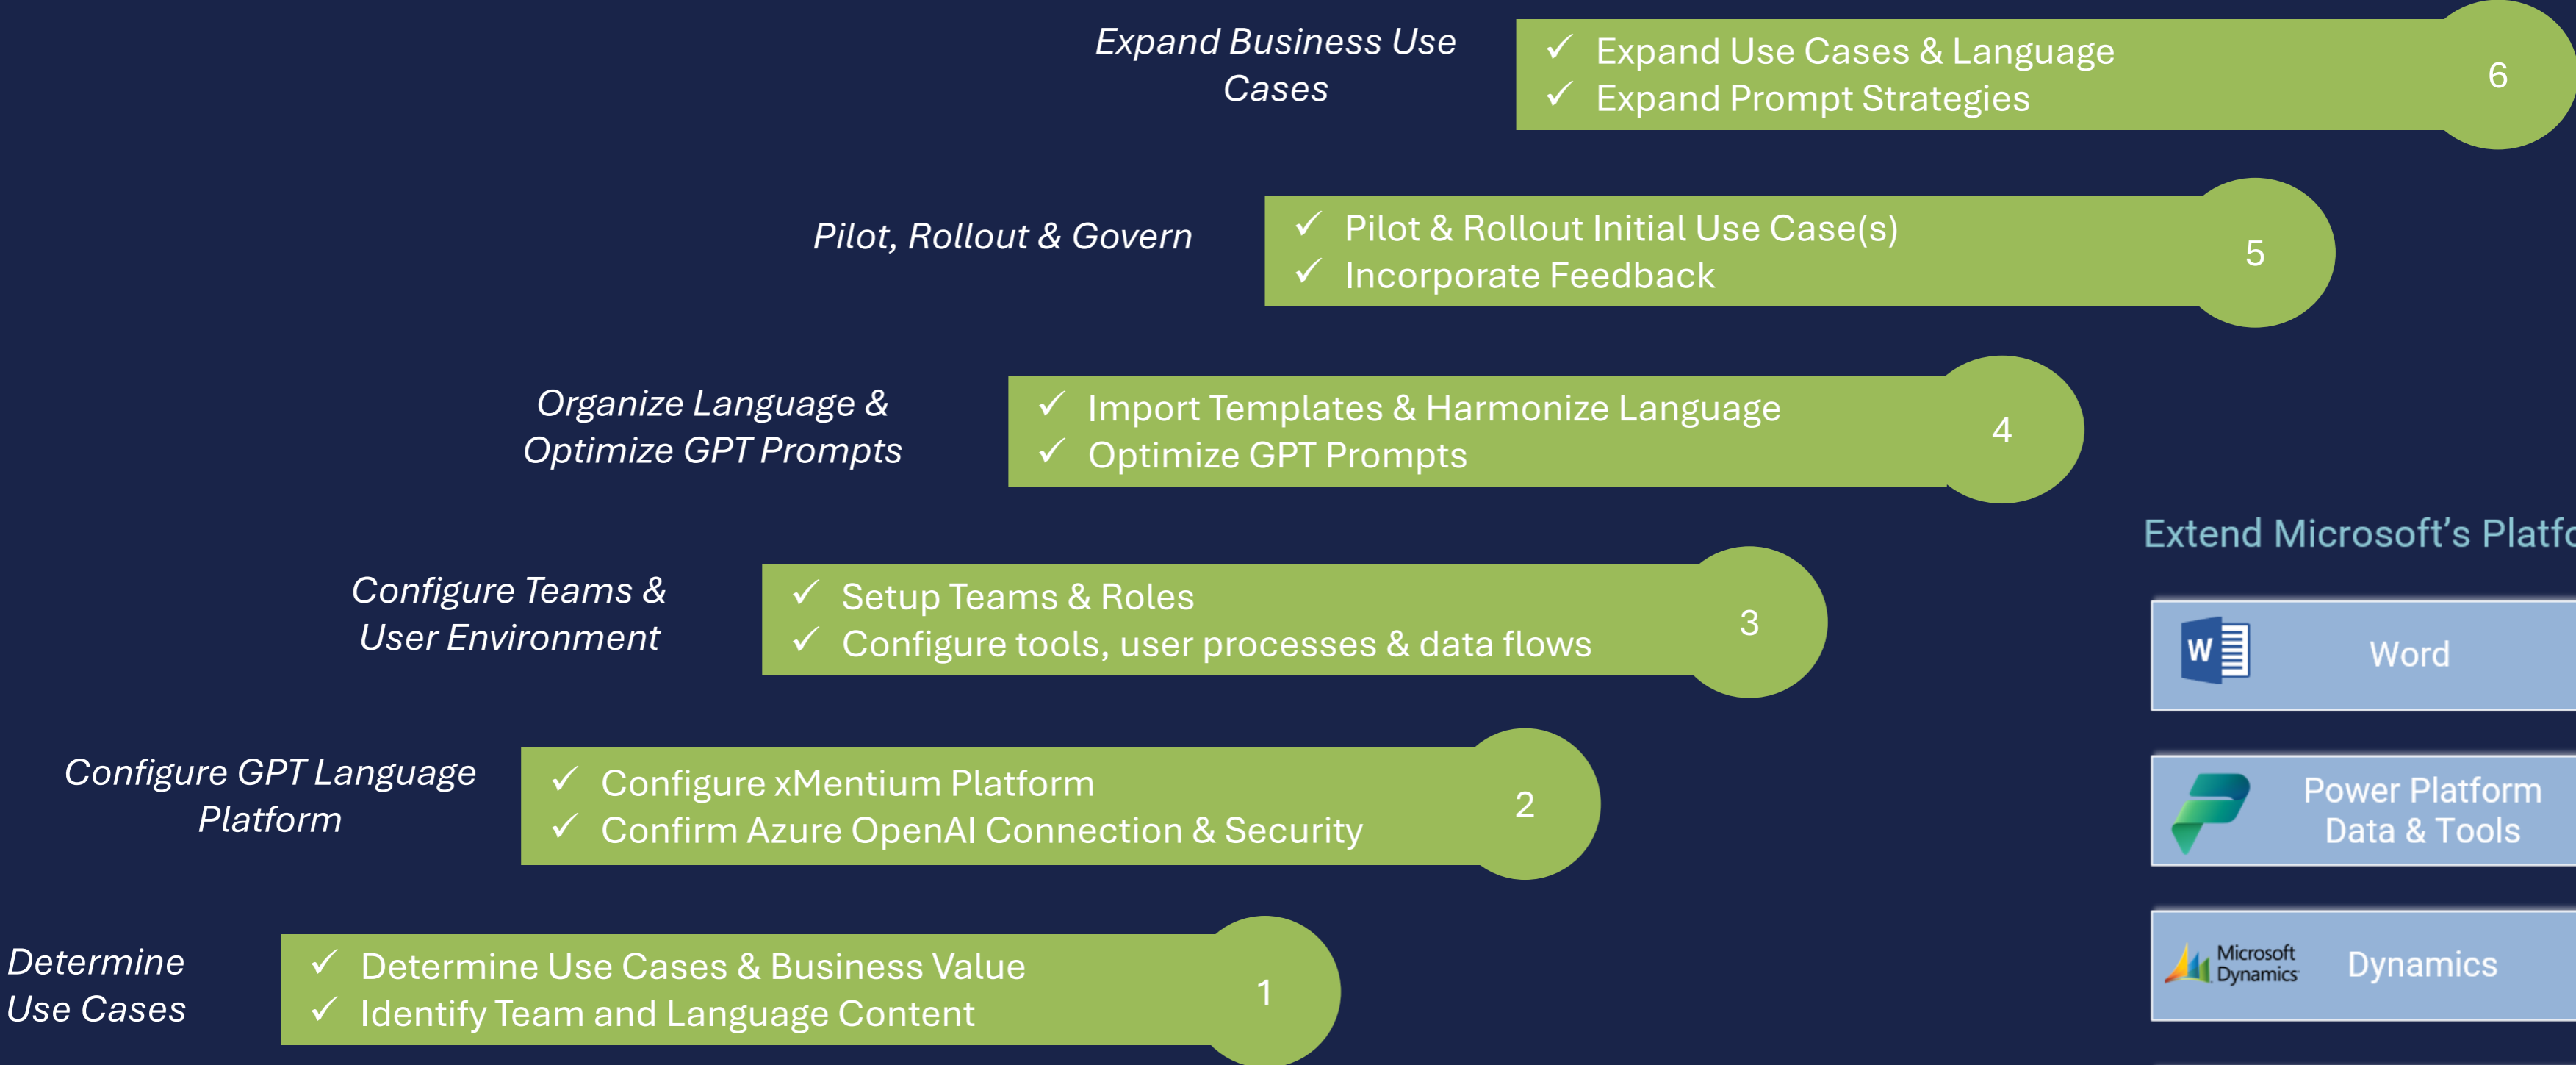 Expand Business Use
Cases
✓ Expand Use Cases & Language
✓ Expand Prompt Strategies
6
Pilot, Rollout & Govern
✓ Pilot & Rollout Initial Use Case(s)
✓ Incorporate Feedback
5
Organize Language &
Optimize GPT Prompts
✓ Import Templates & Harmonize Language
✓ Optimize GPT Prompts
4
Configure Teams &
User Environment
✓ Setup Teams & Roles
✓ Configure tools, user processes & data flows
3
Configure GPT Language
Platform
✓ Configure xMentium Platform
✓ Confirm Azure OpenAI Connection & Security
2
Determine
Use Cases
✓ Determine Use Cases & Business Value
✓ Identify Team and Language Content
1
Extend Microsoft's
W
Word
Power Platform
Data & Tools
Microsoft
Dynamics
Dynamics